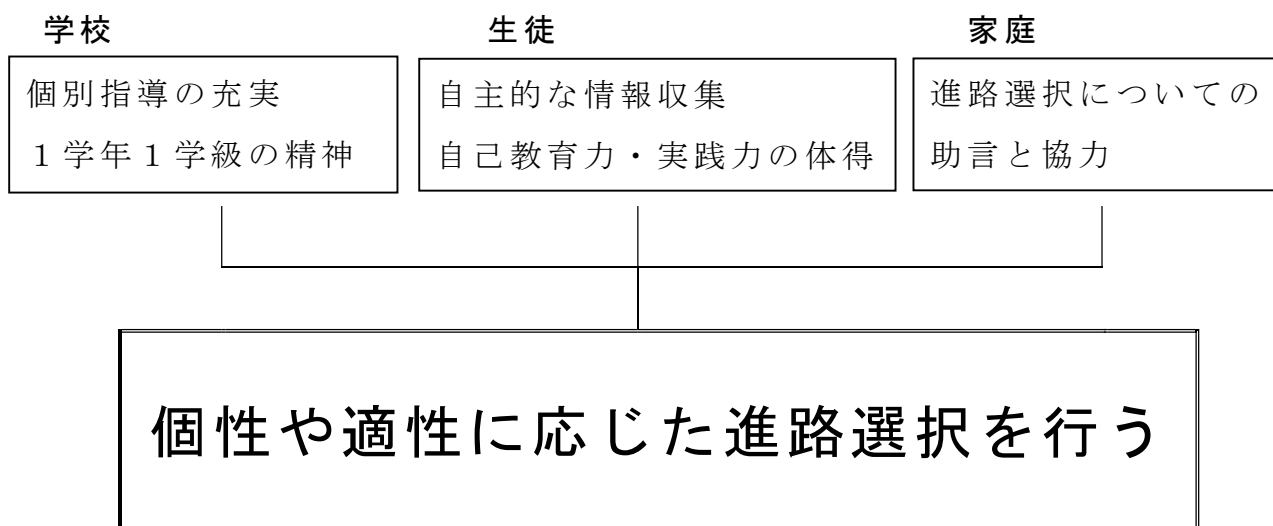 学校
個別指導の充実
１学年１学級の精神
生徒
自主的な情報収集
自己教育力・実践力の体得
家庭
進路選択についての
助言と協力
個性や適性に応じた進路選択を行う